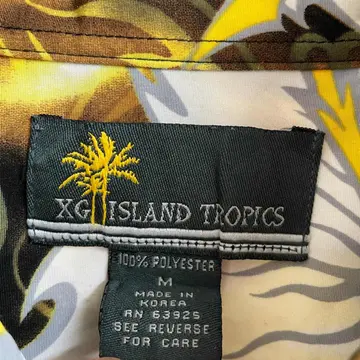 XG ISLAND TROPICS
100% POLYESTER
M
MADE IN
KOREA
RN 63925
SEE REVERSE
FOR CARE